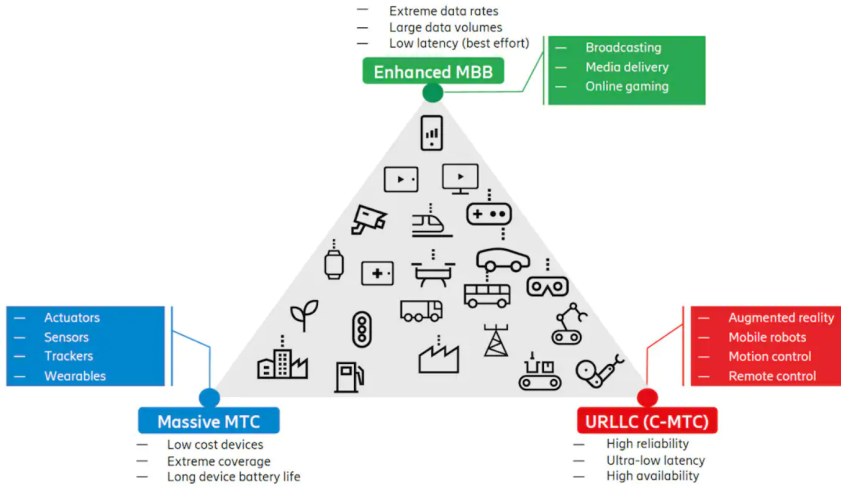 — Extreme data rates
— Large data volumes
— Low latency (best effort)
Enhanced MBB
— Broadcasting
— Media delivery
— Online gaming
— Actuators
— Sensors
— Trackers
— Wearables
— Augmented reality
— Mobile robots
— Motion control
— Remote control
Massive MTC
— Low cost devices
— Extreme coverage
— Long device battery life
URLLC (C-MTC)
— High reliability
— Ultra-low latency
— High availability